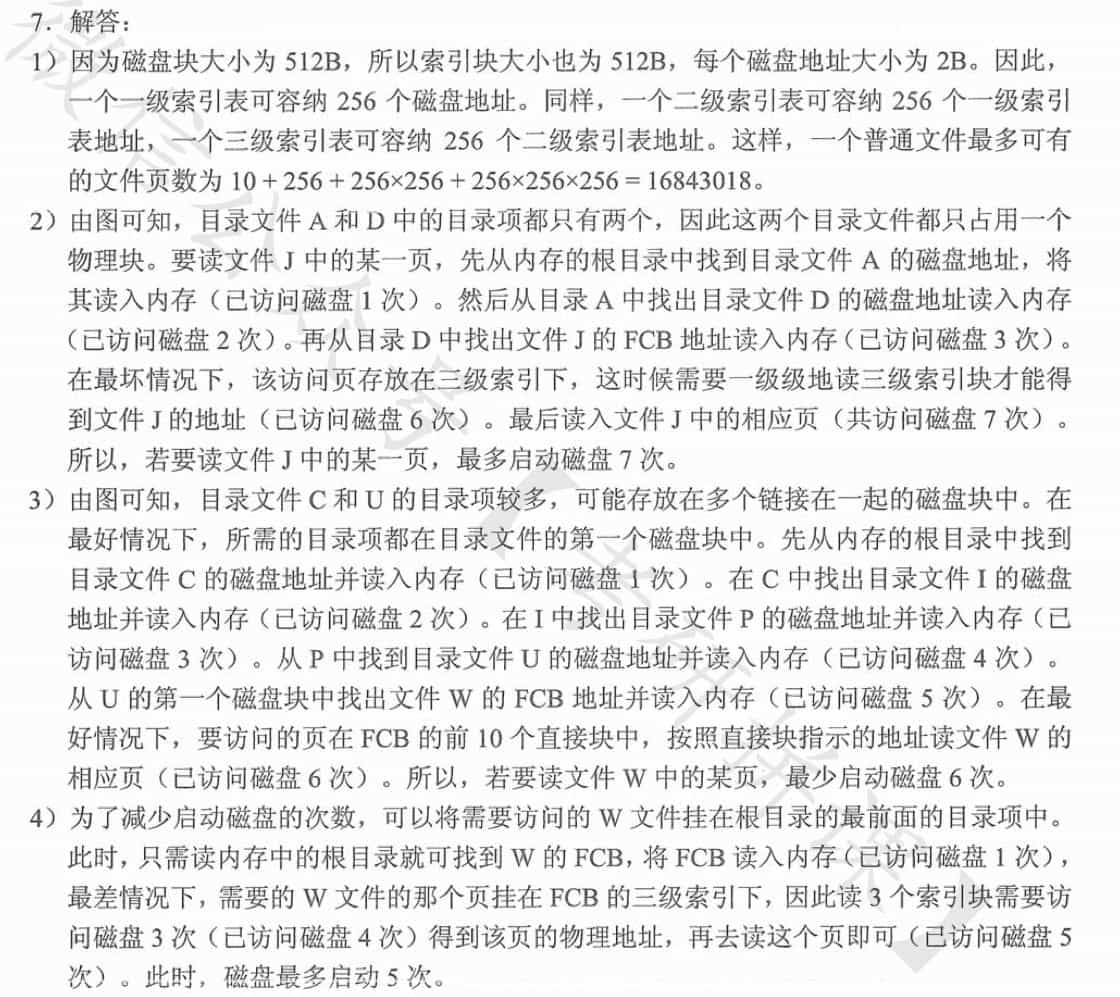 7. 解答：
1）因为磁盘块大小为 512B，所以索引块大小也为 512B，每个磁盘地址大小为 2B。因此，
一个一级索引表可容纳 256 个磁盘地址。同样，一个二级索引表可容纳 256 个一级索引
表地址，一个三级索引表可容纳 256 个二级索引表地址。这样，一个普通文件最多可有
的文件页数为 10 + 256 + 256×256 + 256×256×256 = 16843018。
2）由图可知，目录文件 A 和 D 中的目录项都只有两个，因此这两个目录文件都只占用一个
物理块。要读文件 J 中的某一页，先从内存的根目录中找到目录文件 A 的磁盘地址，将
其读入内存（已访问磁盘 1 次）。然后从目录 A 中找出目录文件 D 的磁盘地址读入内存
（已访问磁盘 2 次）。再从目录 D 中找出文件 J 的 FCB 地址读入内存（已访问磁盘 3 次）。
在最坏情况下，该访问页存放在三级索引下，这时候需要一级级地读三级索引块才能得
到文件 J 的地址（已访问磁盘 6 次）。最后读入文件 J 中的相应页（共访问磁盘 7 次）。
所以，若要读文件 J 中的某一页，最多启动磁盘 7 次。
3）由图可知，目录文件 C 和 U 的目录项较多，可能存放在多个链接在一起的磁盘块中。在
最好情况下，所需的目录项都在目录文件的第一个磁盘块中。先从内存的根目录中找到
目录文件 C 的磁盘地址并读入内存（已访问磁盘 1 次）。在 C 中找出目录文件 I 的磁盘
地址并读入内存（已访问磁盘 2 次）。在 I 中找出目录文件 P 的磁盘地址并读入内存（已
访问磁盘 3 次）。从 P 中找到目录文件 U 的磁盘地址并读入内存（已访问磁盘 4 次）。
从 U 的第一个磁盘块中找出文件 W 的 FCB 地址并读入内存（已访问磁盘 5 次）。在最
好情况下，要访问的页在 FCB 的前 10 个直接块中，按照直接块指示的地址读文件 W 的
相应页（已访问磁盘 6 次）。所以，若要读文件 W 中的某页，最少启动磁盘 6 次。
4）为了减少启动磁盘的次数，可以将需要访问的 W 文件挂在根目录的最前面的目录项中。
此时，只需读内存中的根目录就可找到 W 的 FCB，将 FCB 读入内存（已访问磁盘 1 次），
最差情况下，需要的 W 文件的那个页挂在 FCB 的三级索引下，因此读 3 个索引块需要访
问磁盘 3 次（已访问磁盘 4 次）得到该页的物理地址，再去读这个页即可（已访问磁盘 5
次）。此时，磁盘最多启动 5 次。